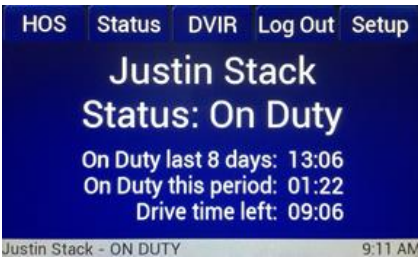 HOS Status DVIR Log Out Setup
Justin Stack
Status: On Duty
On Duty last 8 days: 13:06
On Duty this period: 01:22
Drive time left: 09:06
Justin Stack - ON DUTY 9:11 AM